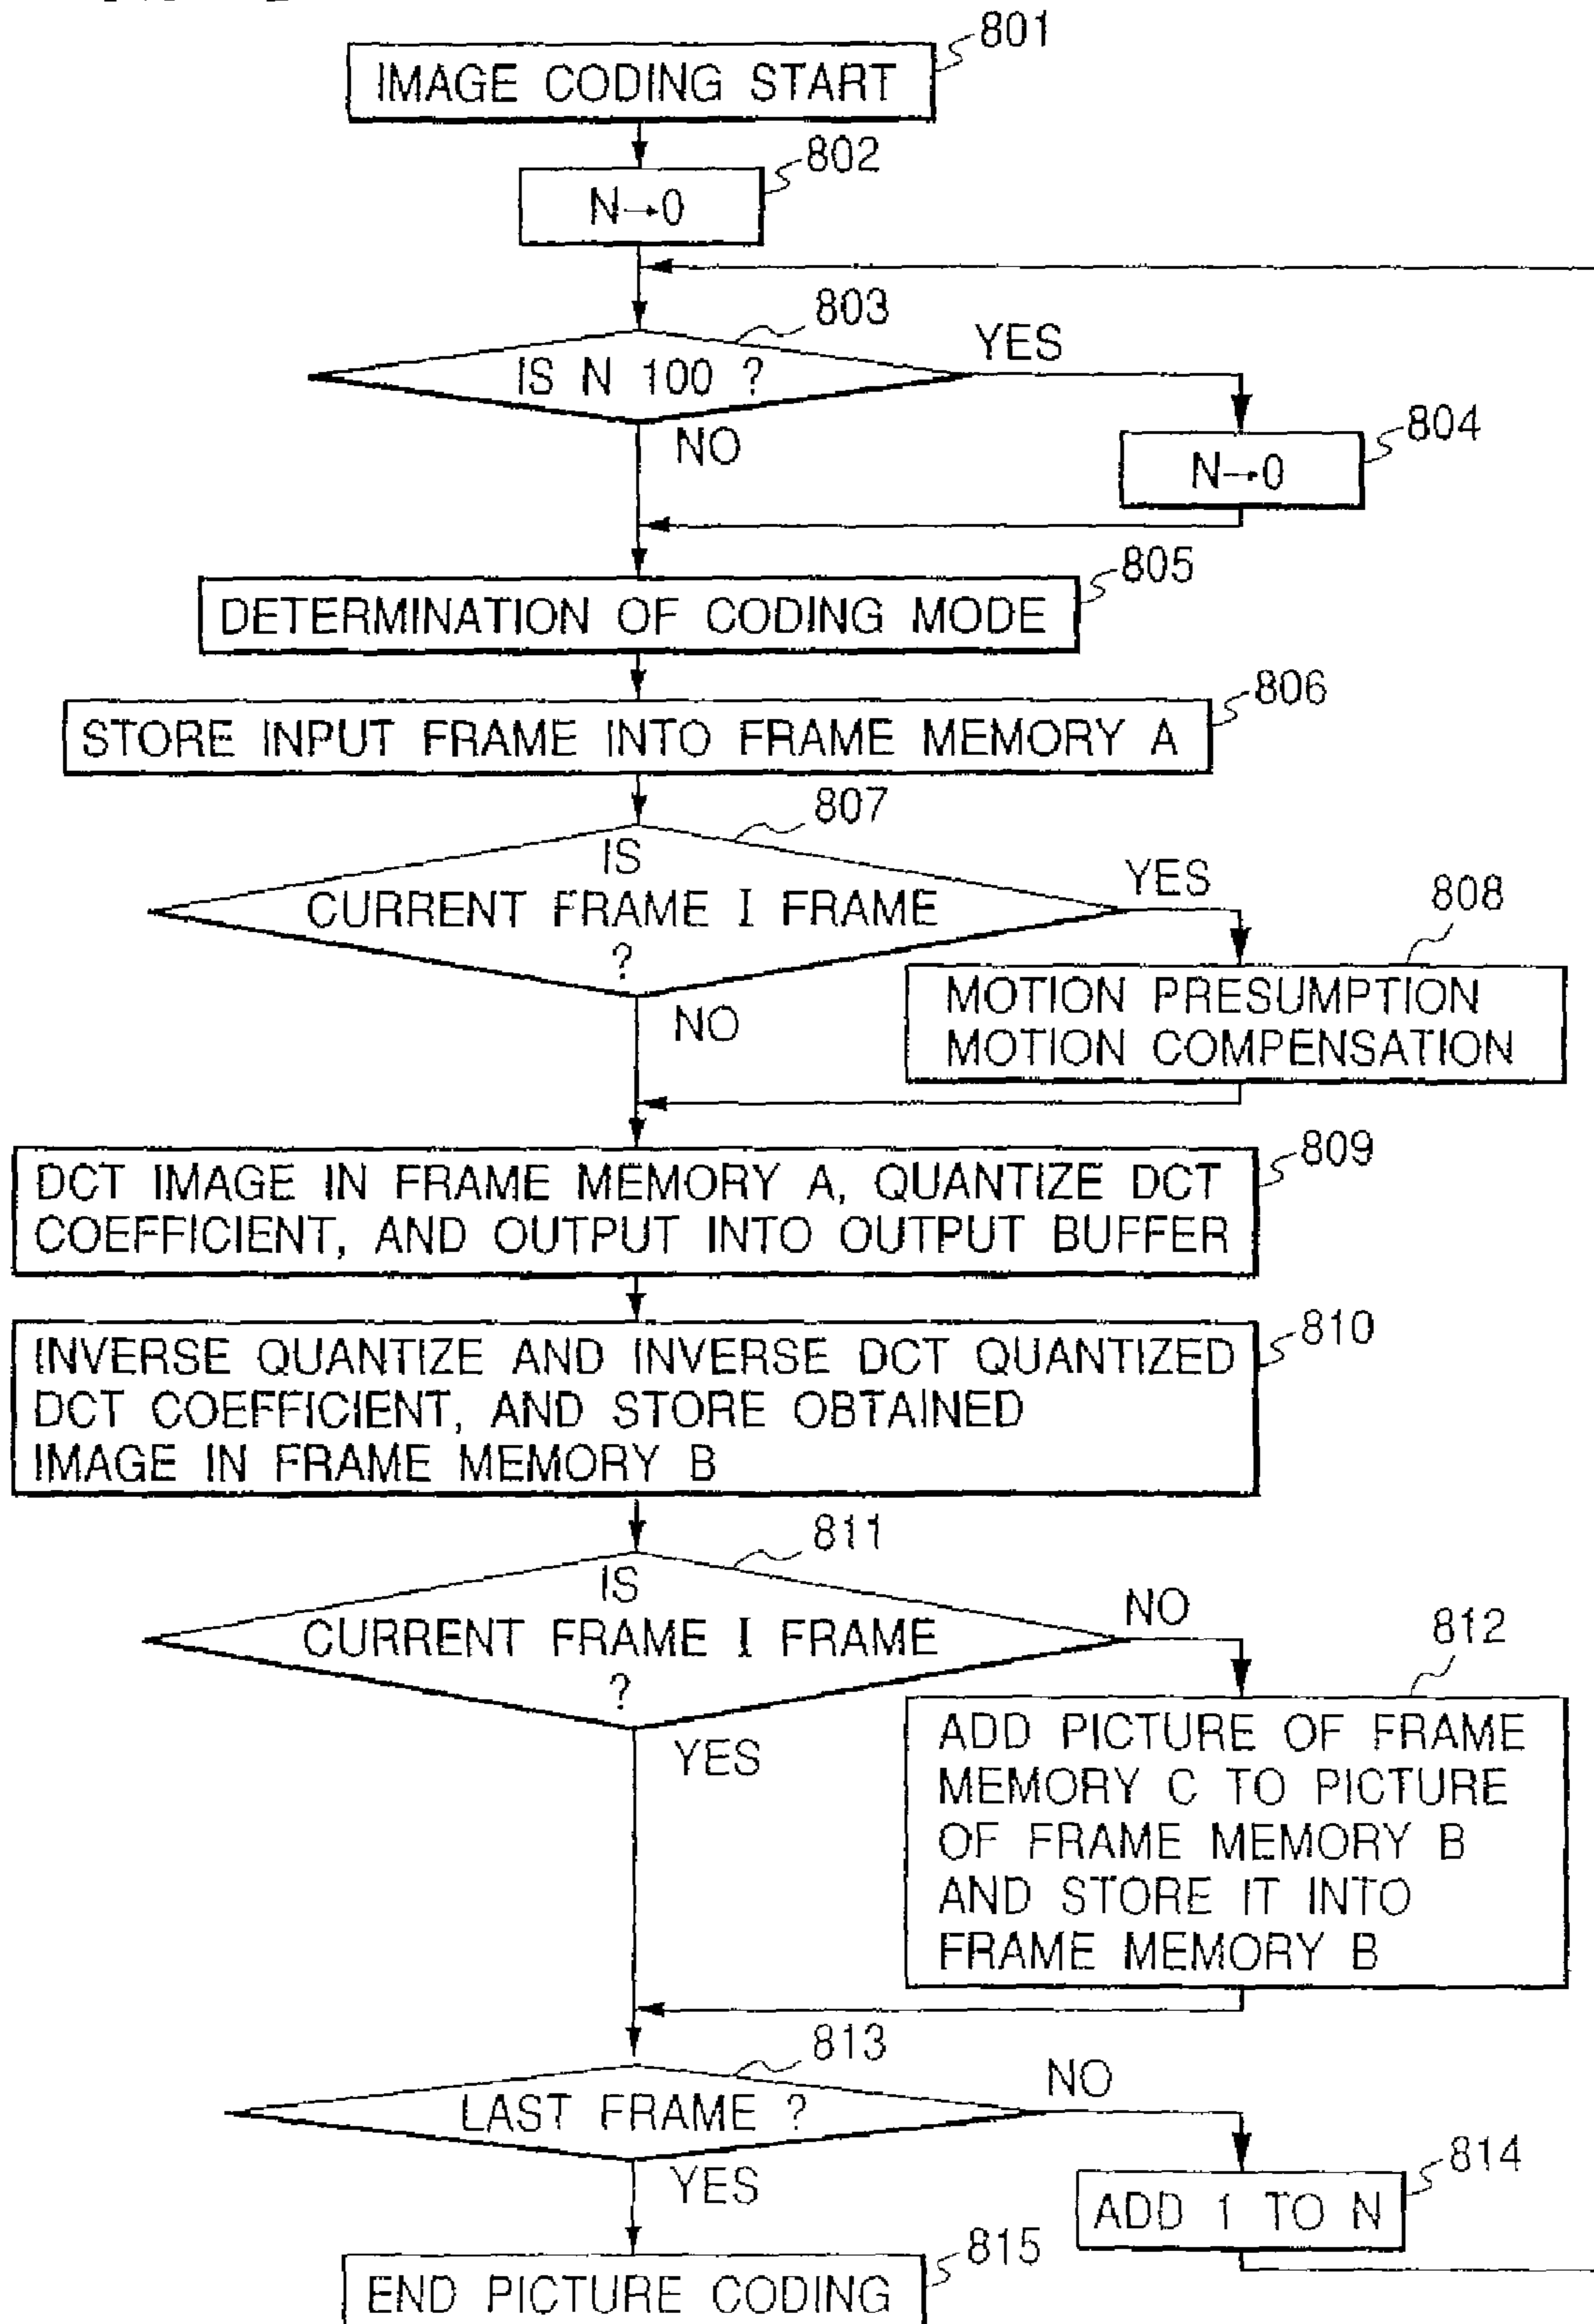 801
IMAGE CODING START
802
N→0
803
IS N 100 ?
YES
NO
804
N→0
805
DETERMINATION OF CODING MODE
806
STORE INPUT FRAME INTO FRAME MEMORY A
807
IS
CURRENT FRAME I FRAME
?
YES
NO
808
MOTION PRESUMPTION
MOTION COMPENSATION
809
DCT IMAGE IN FRAME MEMORY A, QUANTIZE DCT
COEFFICIENT, AND OUTPUT INTO OUTPUT BUFFER
810
INVERSE QUANTIZE AND INVERSE DCT QUANTIZED
DCT COEFFICIENT, AND STORE OBTAINED
IMAGE IN FRAME MEMORY B
811
IS
CURRENT FRAME I FRAME
?
NO
YES
812
ADD PICTURE OF FRAME
MEMORY C TO PICTURE
OF FRAME MEMORY B
AND STORE IT INTO
FRAME MEMORY B
813
LAST FRAME ?
NO
YES
814
ADD 1 TO N
815
END PICTURE CODING